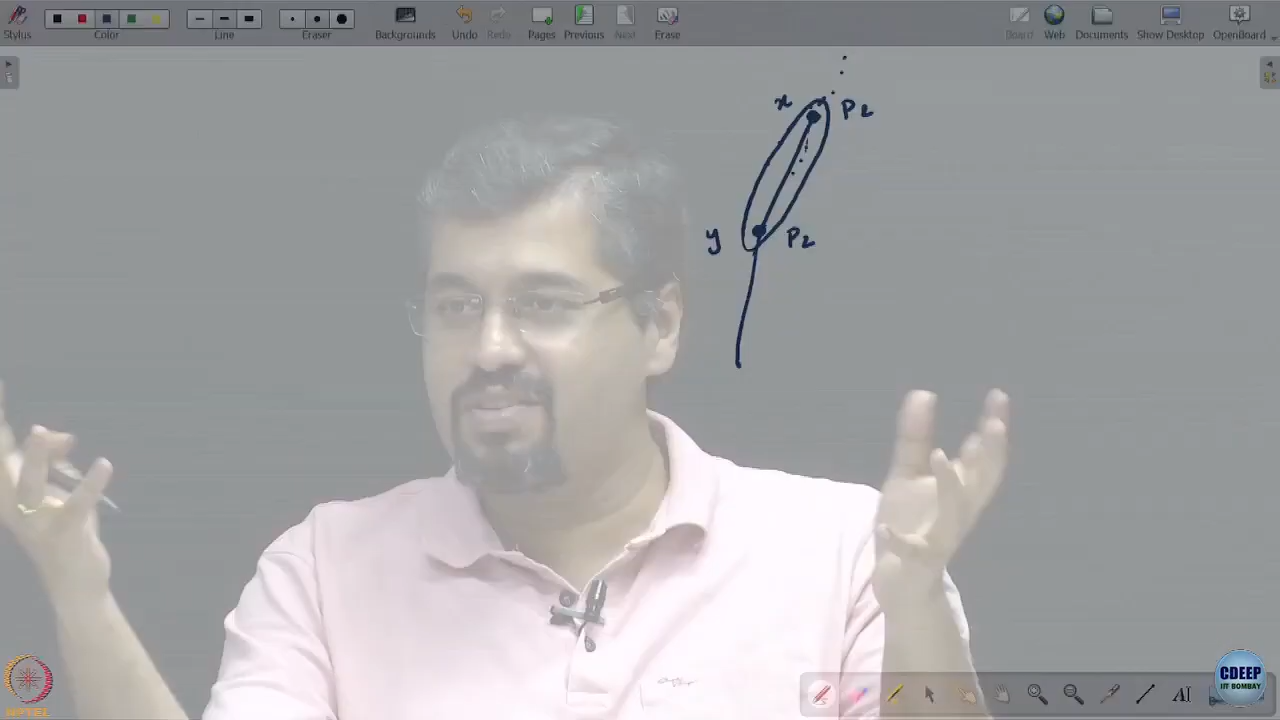 Stylus Color Line Eraser Backgrounds Undo Redo Pages Previous Next Erase Board Web Documents Show Desktop OpenBoard
x P2
y P2
CDEEP
IIT BOMBAY
NPTEL